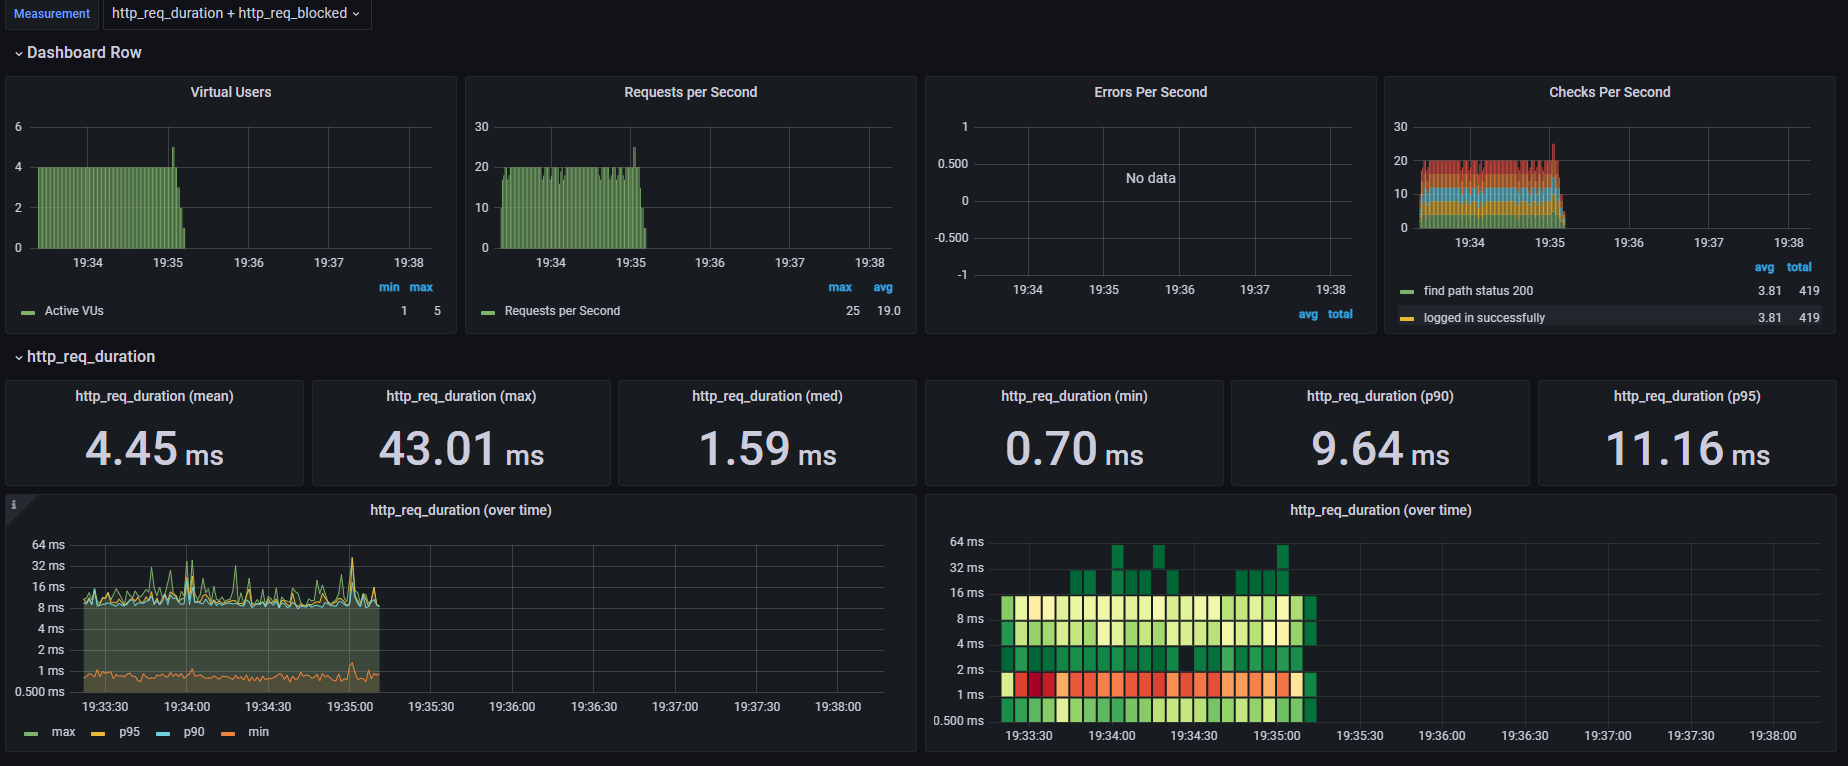 Measurement http_req_duration + http_req_blocked
Dashboard Row
Virtual Users
6
4
2
0
19:34 19:35 19:36 19:37 19:38
min max
Active VUs 1 5
Requests per Second
30
20
10
0
19:34 19:35 19:36 19:37 19:38
max avg
Requests per Second 25 19.0
Errors Per Second
1
0.500
0
-0.500
-1
No data
19:34 19:35 19:36 19:37 19:38
avg total
Checks Per Second
30
20
10
0
19:34 19:35 19:36 19:37 19:38
avg total
find path status 200 3.81 419
logged in successfully 3.81 419
http_req_duration
http_req_duration (mean)
4.45 ms
http_req_duration (max)
43.01 ms
http_req_duration (med)
1.59 ms
http_req_duration (min)
0.70 ms
http_req_duration (p90)
9.64 ms
http_req_duration (p95)
11.16 ms
i
http_req_duration (over time)
64 ms
32 ms
16 ms
8 ms
4 ms
2 ms
1 ms
0.500 ms
19:33:30 19:34:00 19:34:30 19:35:00 19:35:30 19:36:00 19:36:30 19:37:00 19:37:30 19:38:00
max p95 p90 min
http_req_duration (over time)
64 ms
32 ms
16 ms
8 ms
4 ms
2 ms
1 ms
0.500 ms
19:33:30 19:34:00 19:34:30 19:35:00 19:35:30 19:36:00 19:36:30 19:37:00 19:37:30 19:38:00